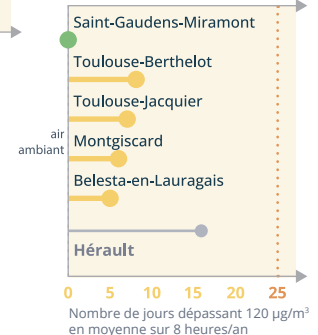 Saint-Gaudens-Miramont
Toulouse-Berthelot
Toulouse-Jacquier
air
ambiant
Montgiscard
Belesta-en-Lauragais
Hérault
0 5 10 15 20 25
Nombre de jours dépassant 120 µg/m³
en moyenne sur 8 heures/an